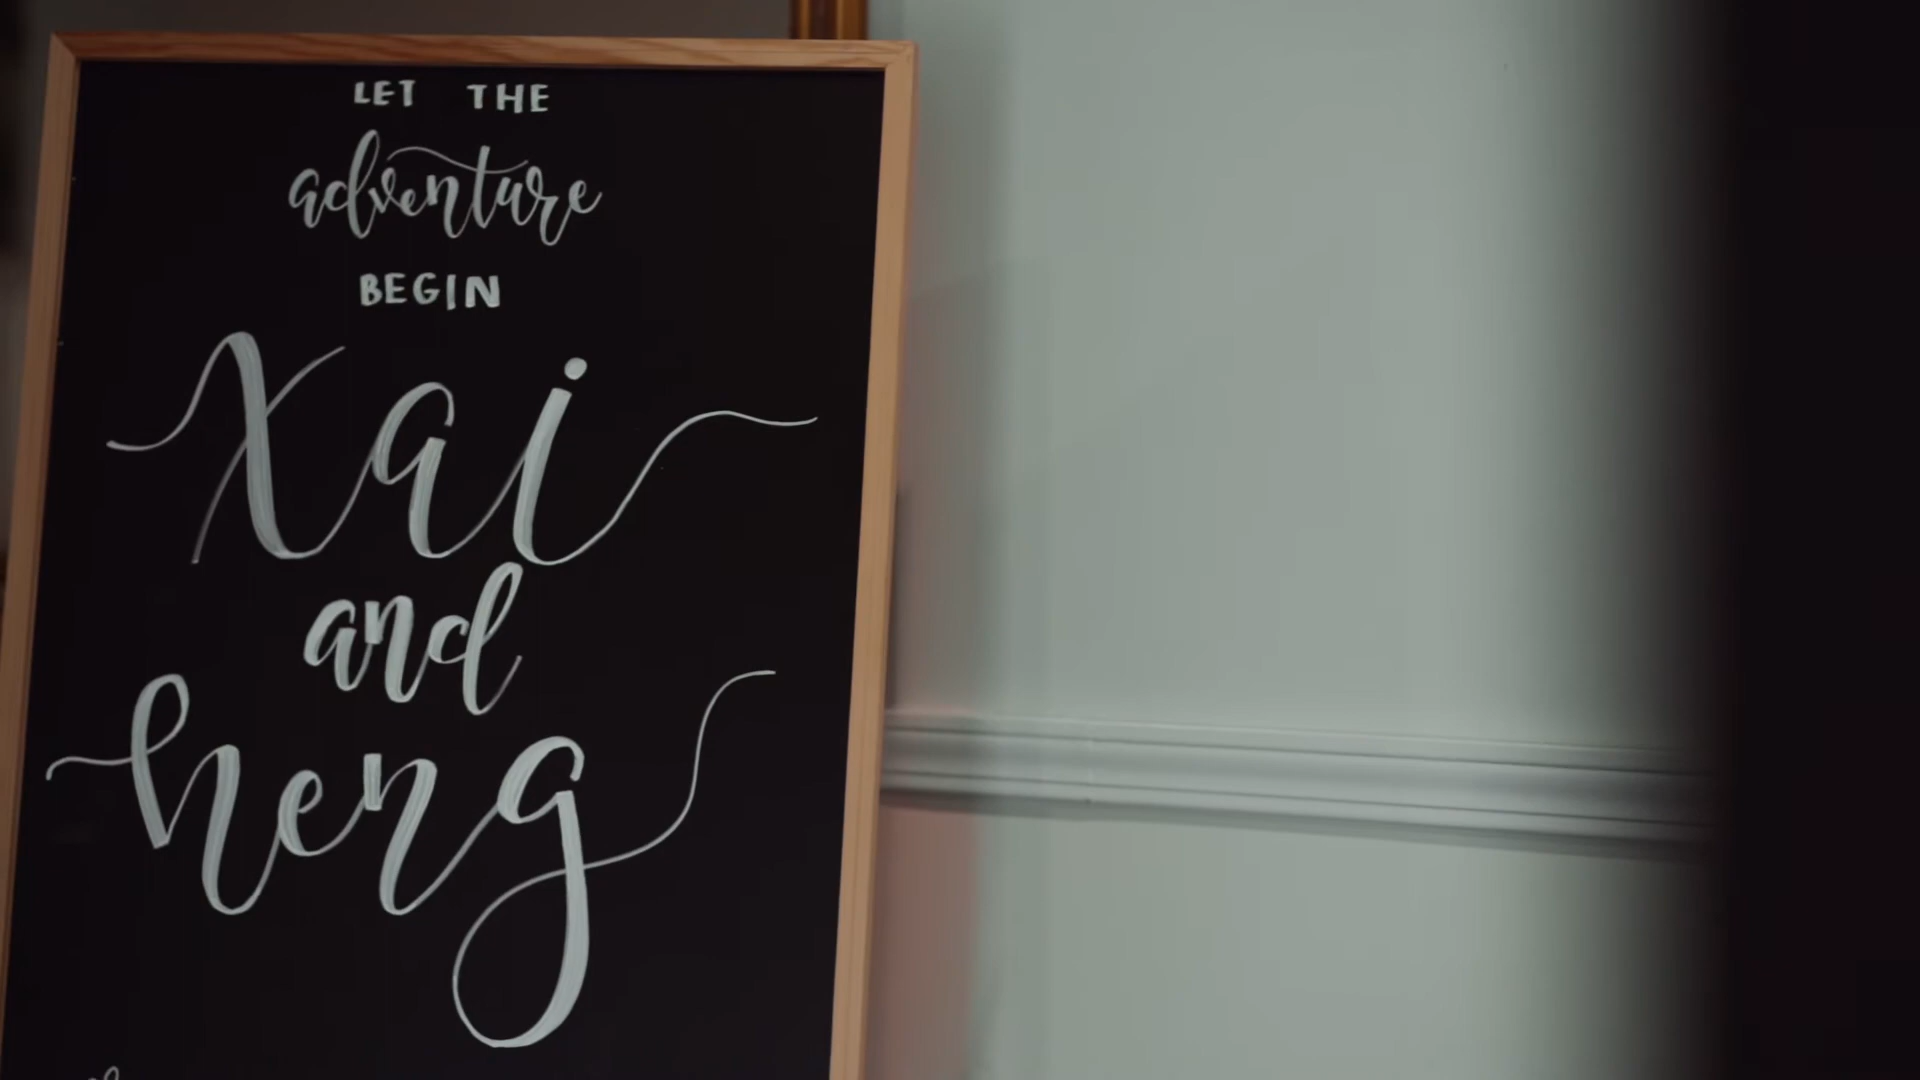 LET THE
adventure
BEGIN
Xai
and
heng